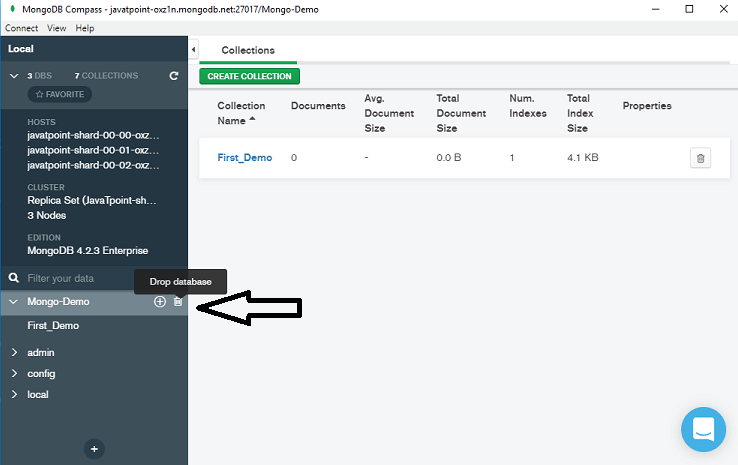 MongoDB Compass - javatpoint-oxz1n.mongodb.net:27017/Mongo-Demo
Connect View Help
Local
3 DBS 7 COLLECTIONS
FAVORITE
HOSTS
javatpoint-shard-00-00-oxz...
javatpoint-shard-00-01-oxz...
javatpoint-shard-00-02-oxz...
CLUSTER
Replica Set (JavaTpoint-sh...
3 Nodes
EDITION
MongoDB 4.2.3 Enterprise
Filter your data
Drop database
Mongo-Demo
First_Demo
admin
config
local
Collections
CREATE COLLECTION
Collection Name Documents Avg. Document Size Total Document Size Num. Indexes Total Index Size Properties
First_Demo 0 - 0.0 B 1 4.1 KB